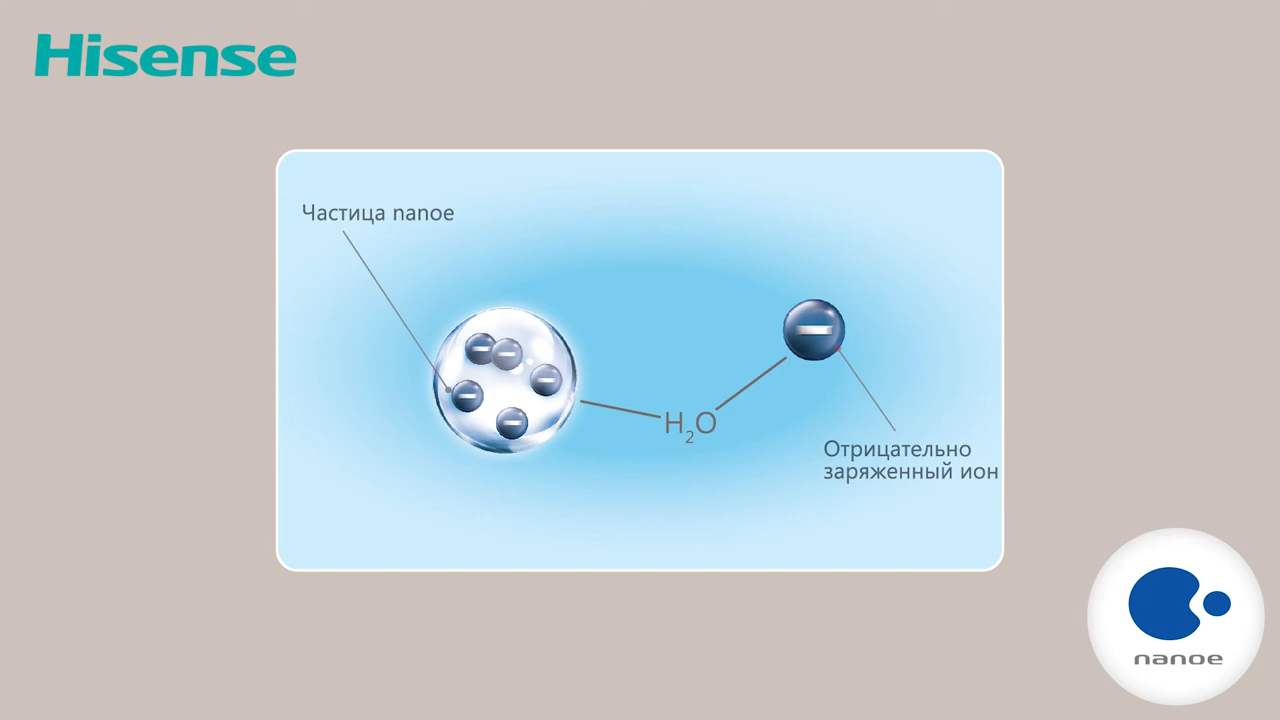 Hisense
Частица nanoe
H₂O
Отрицательно
заряженный ион
nanoe